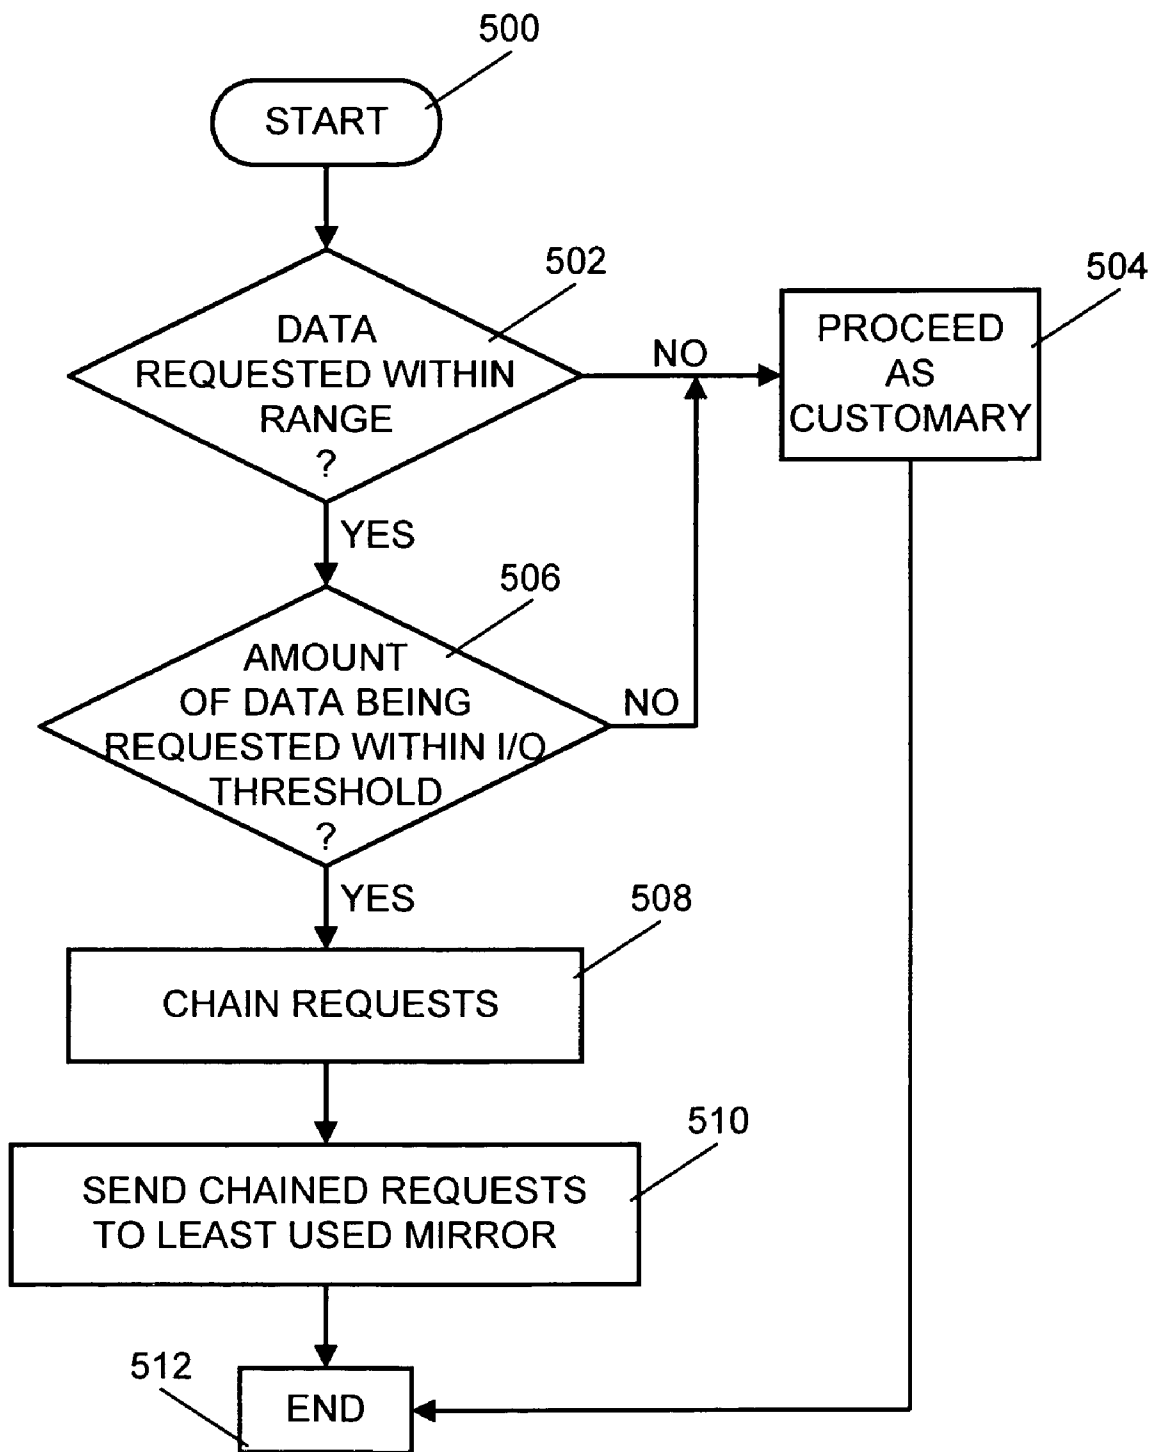 500
START
502
DATA
REQUESTED WITHIN
RANGE
?
NO
504
PROCEED
AS
CUSTOMARY
YES
506
AMOUNT
OF DATA BEING
REQUESTED WITHIN I/O
THRESHOLD
?
NO
YES
508
CHAIN REQUESTS
510
SEND CHAINED REQUESTS
TO LEAST USED MIRROR
512
END